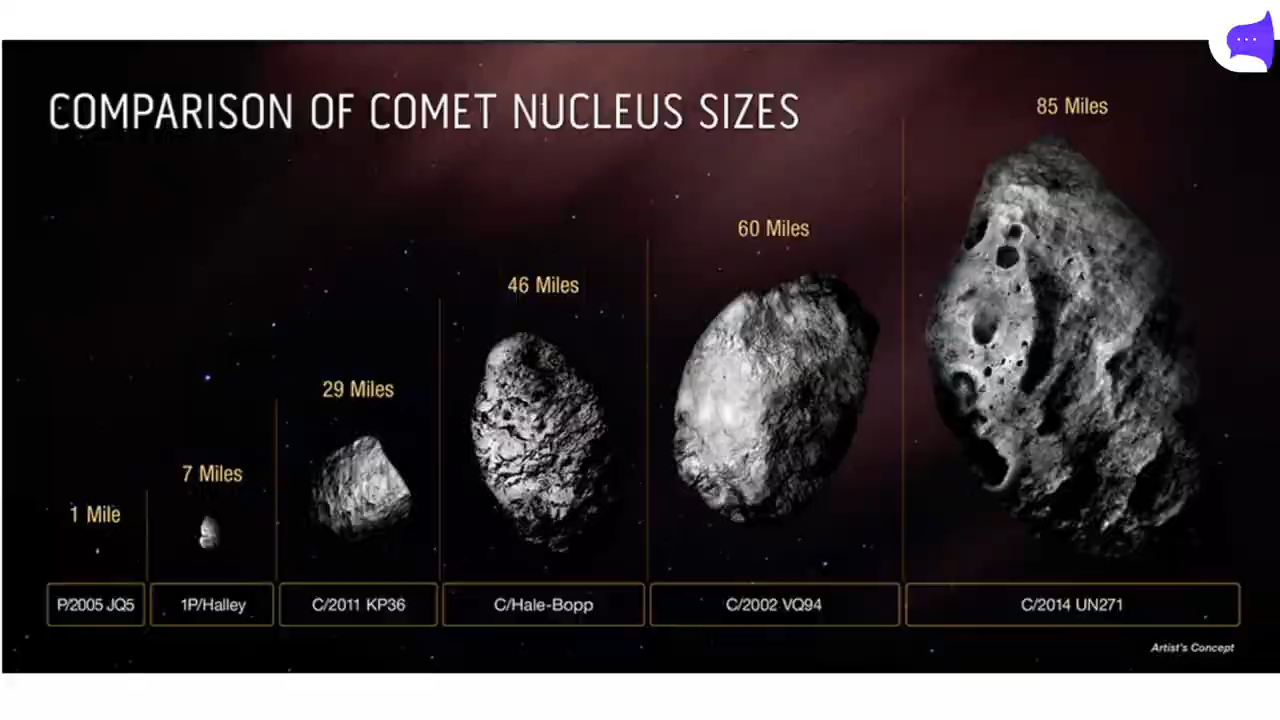 COMPARISON OF COMET NUCLEUS SIZES
85 Miles
60 Miles
46 Miles
29 Miles
7 Miles
1 Mile
P/2005 JQ5
1P/Halley
C/2011 KP36
C/Hale-Bopp
C/2002 VQ94
C/2014 UN271
Artist's Concept